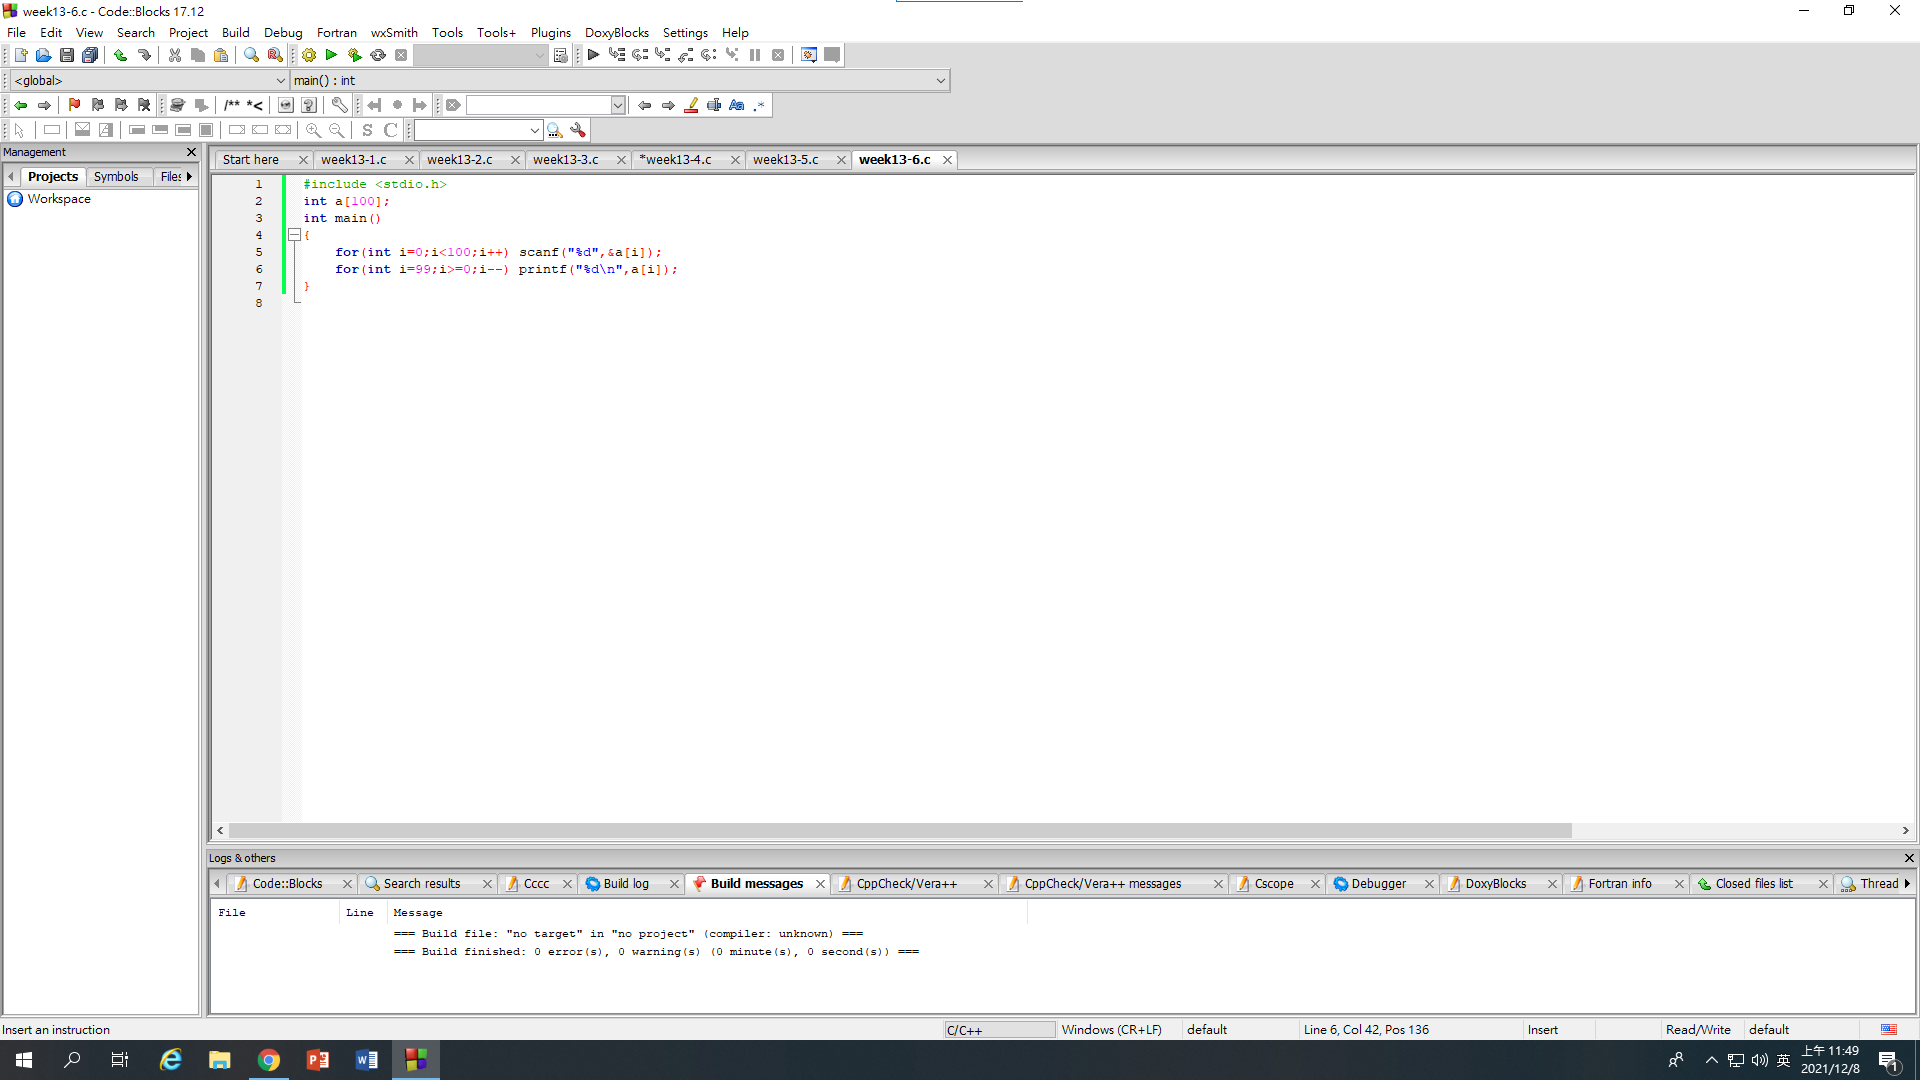 week13-6.c - Code::Blocks 17.12
File Edit View Search Project Build Debug Fortran wxSmith Tools Tools+ Plugins DoxyBlocks Settings Help
<global> main() : int
/** *<
S C
Management
Projects Symbols Files
Workspace
Start here week13-1.c week13-2.c week13-3.c *week13-4.c week13-5.c week13-6.c
1 #include <stdio.h>
2 int a[100];
3 int main()
4 {
5 for(int i=0;i<100;i++) scanf("%d",&a[i]);
6 for(int i=99;i>=0;i--) printf("%d\n",a[i]);
7 }
8
Logs & others
Code::Blocks Search results Cccc Build log Build messages CppCheck/Vera++ CppCheck/Vera++ messages Cscope Debugger DoxyBlocks Fortran info Closed files list Thread
File Line Message
=== Build file: "no target" in "no project" (compiler: unknown) ===
=== Build finished: 0 error(s), 0 warning(s) (0 minute(s), 0 second(s)) ===
Insert an instruction C/C++ Windows (CR+LF) default Line 6, Col 42, Pos 136 Insert Read/Write default
英 上午 11:49
2021/12/8 1